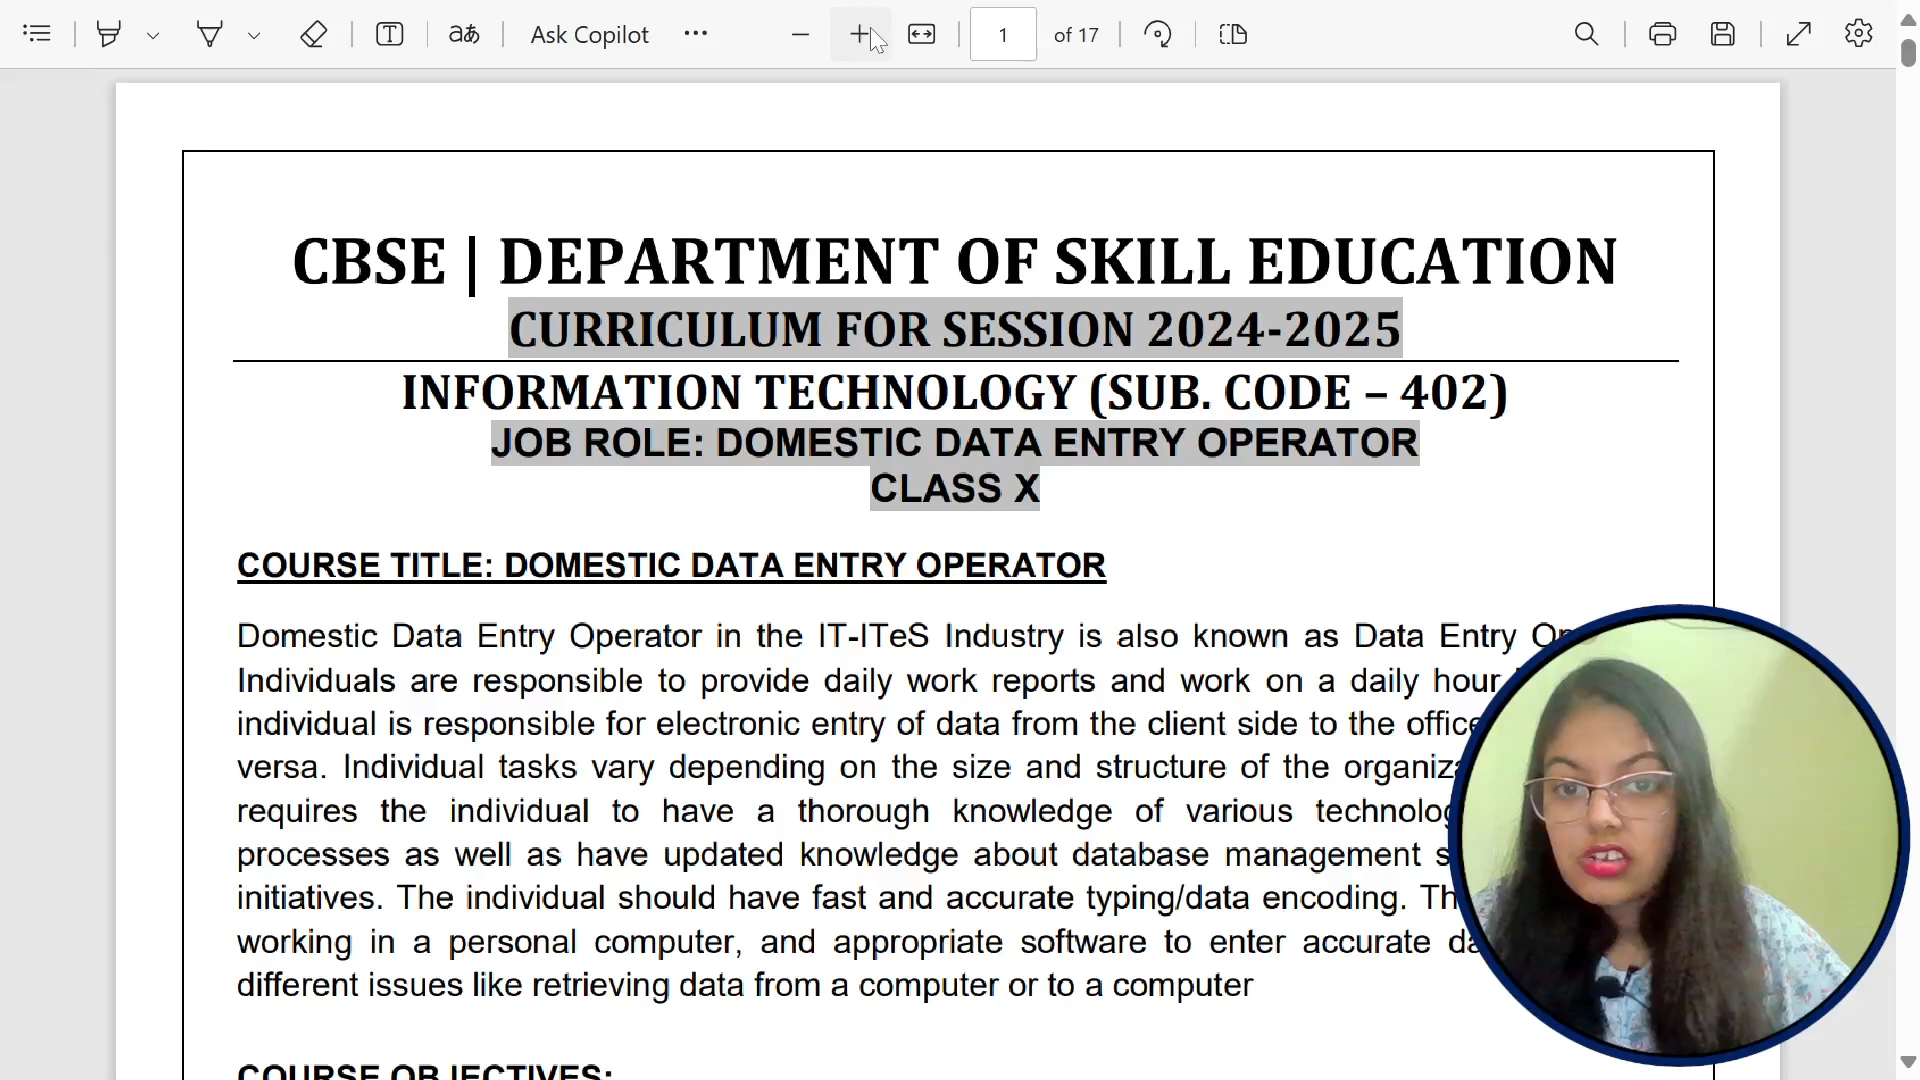 aあ Ask Copilot 1 of 17
CBSE | DEPARTMENT OF SKILL EDUCATION
CURRICULUM FOR SESSION 2024-2025
INFORMATION TECHNOLOGY (SUB. CODE – 402)
JOB ROLE: DOMESTIC DATA ENTRY OPERATOR
CLASS X
COURSE TITLE: DOMESTIC DATA ENTRY OPERATOR
Domestic Data Entry Operator in the IT-ITeS Industry is also known as Data Entry
Individuals are responsible to provide daily work reports and work on a daily hour
individual is responsible for electronic entry of data from the client side to the office
versa. Individual tasks vary depending on the size and structure of the
requires the individual to have a thorough knowledge of various
processes as well as have updated knowledge about database management
initiatives. The individual should have fast and accurate typing/data encoding.
working in a personal computer, and appropriate software to enter accurate
different issues like retrieving data from a computer or to a computer
COURSE OBJECTIVES: